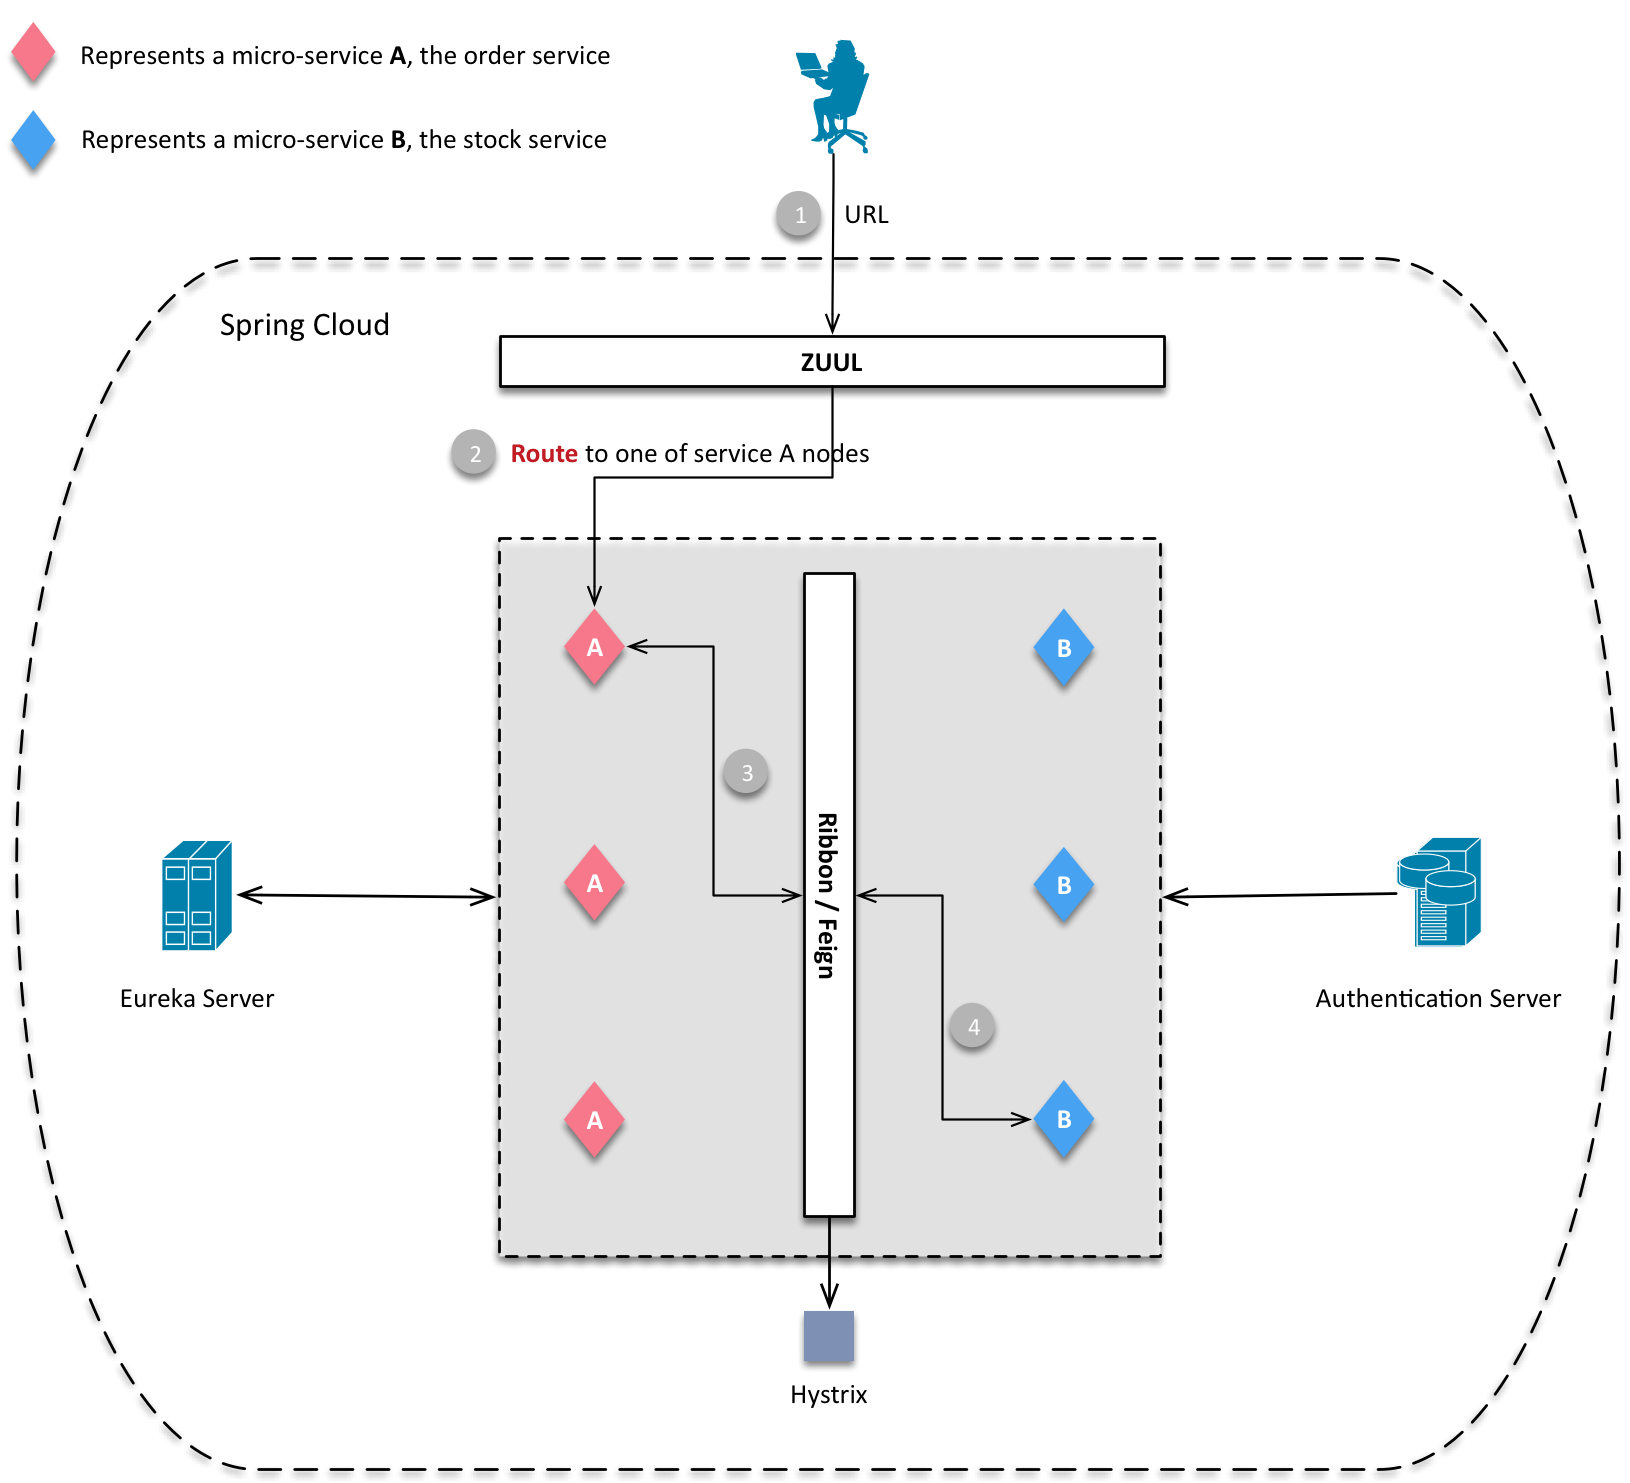 Represents a micro-service A, the order service
Represents a micro-service B, the stock service
1
URL
Spring Cloud
ZUUL
2
Route to one of service A nodes
A
B
3
Ribbon / Feign
A
B
Eureka Server
Authentication Server
4
A
B
Hystrix